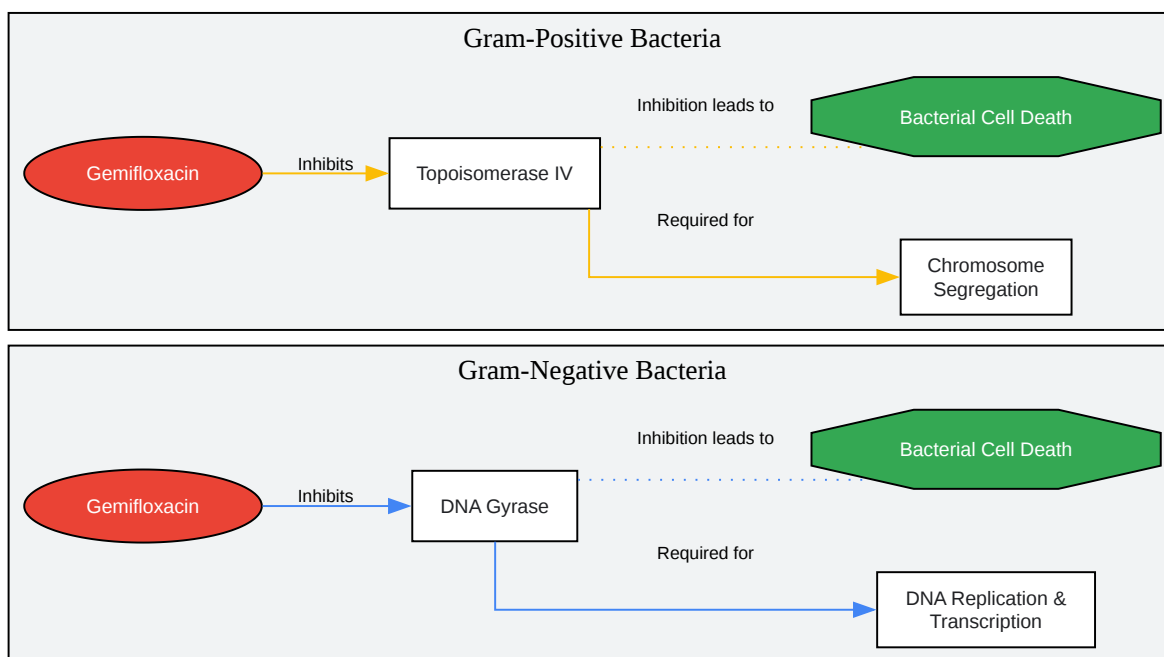 Gram-Positive Bacteria
Inhibition leads to
Bacterial Cell Death
Gemifloxacin
Inhibits
Topoisomerase IV
Required for
Chromosome
Segregation
Gram-Negative Bacteria
Inhibition leads to
Bacterial Cell Death
Gemifloxacin
Inhibits
DNA Gyrase
Required for
DNA Replication &
Transcription